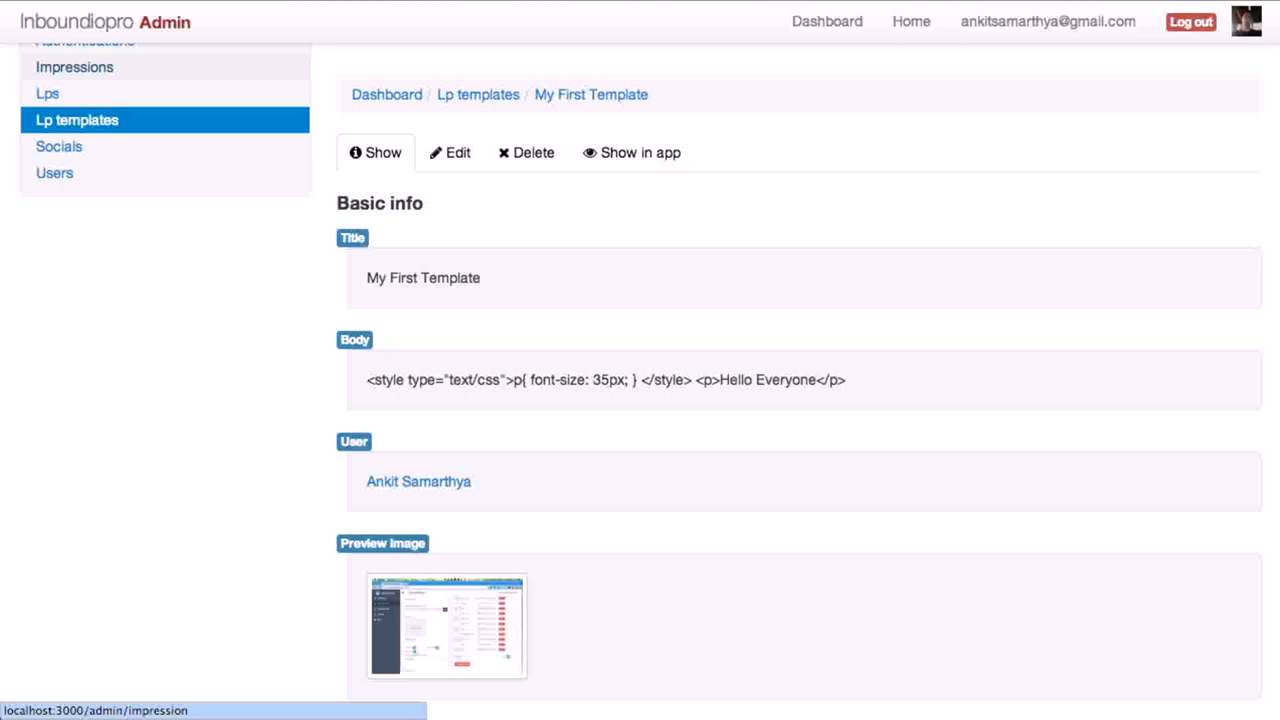 Inboundiopro Admin
Dashboard
Home
ankitsamarthya@gmail.com
Log out
Authentisations
Impressions
Lps
Lp templates
Socials
Users
Dashboard / Lp templates / My First Template
Show
Edit
Delete
Show in app
Basic info
Title
My First Template
Body
<style type="text/css">p{ font-size: 35px; } </style> <p>Hello Everyone</p>
User
Ankit Samarthya
Preview Image
localhost:3000/admin/impression